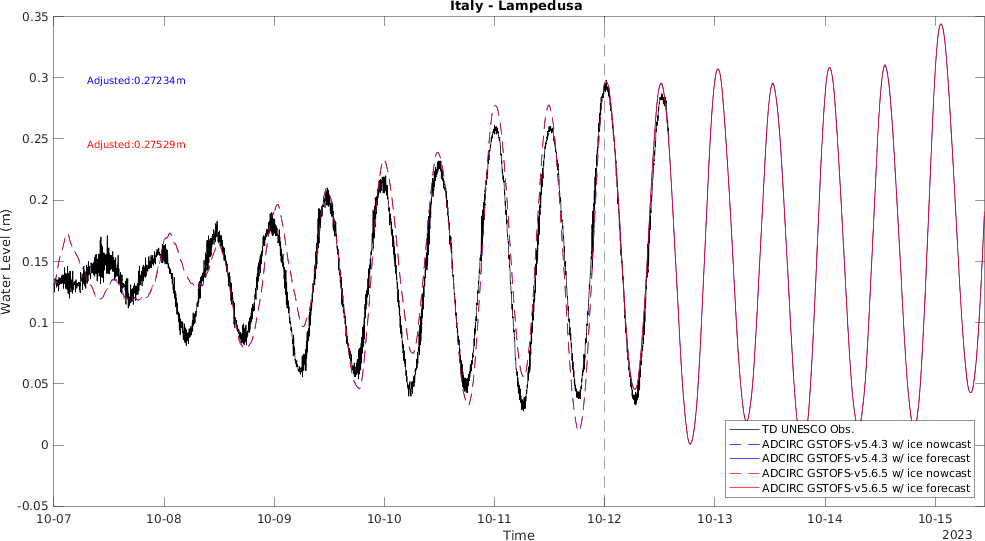 Italy - Lampedusa
0.35
0.3
0.25
0.2
0.15
0.1
0.05
0
-0.05
Water Level (m)
Adjusted:0.27234m
Adjusted:0.27529m
TD UNESCO Obs.
ADCIRC GSTOFS-v5.4.3 w/ ice nowcast
ADCIRC GSTOFS-v5.4.3 w/ ice forecast
ADCIRC GSTOFS-v5.6.5 w/ ice nowcast
ADCIRC GSTOFS-v5.6.5 w/ ice forecast
10-07 10-08 10-09 10-10 10-11 10-12 10-13 10-14 10-15
Time
2023